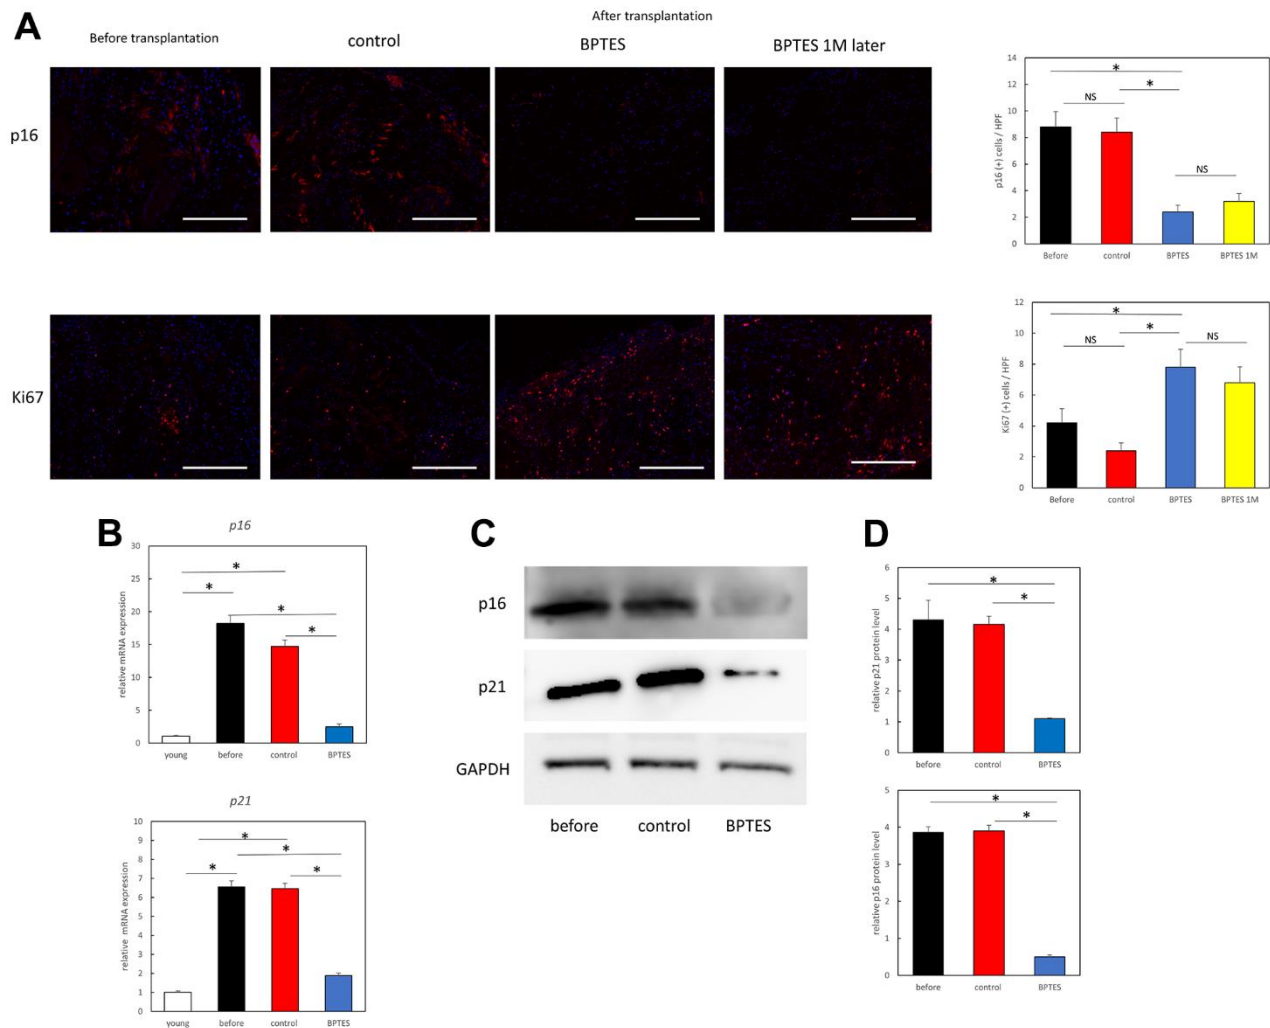 A
After transplantation
Before transplantation
control
BPTES
BPTES 1M later
p16
Ki67
p16 (+) cells / HPF
14
12
10
8
6
4
2
0
*
*
NS
NS
Before
control
BPTES
BPTES 1M
Ki67 (+) cells / HPF
12
10
8
6
4
2
0
*
*
NS
NS
Before
control
BPTES
BPTES 1M
B
p16
relative mRNA expression
30
25
20
15
10
5
0
*
*
*
*
young
before
control
BPTES
p21
relative mRNA expression
10
9
8
7
6
5
4
3
2
1
0
*
*
*
*
young
before
control
BPTES
C
p16
p21
GAPDH
before
control
BPTES
D
relative p21 protein level
6
5
4
3
2
1
0
*
*
before
control
BPTES
relative p16 protein level
5
4
3
2
1
0
*
*
before
control
BPTES